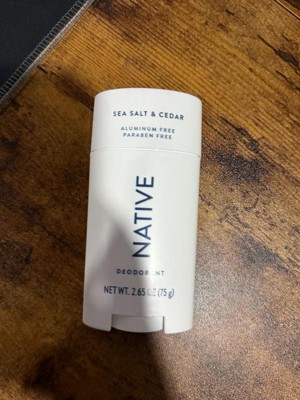 SEA SALT & CEDAR
ALUMINUM FREE
PARABEN FREE
NATIVE
DEODORANT
NET WT. 2.65 OZ (75 g)